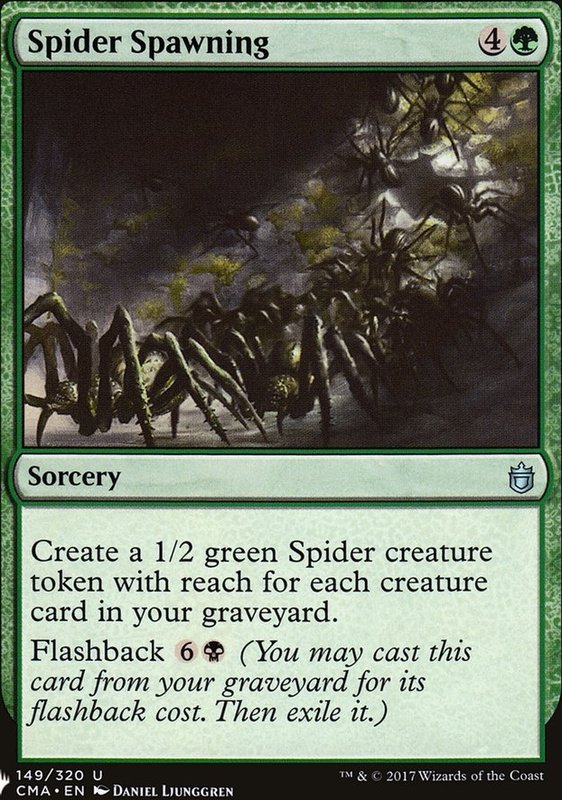 Spider Spawning 4
Sorcery
Create a 1/2 green Spider creature
token with reach for each creature
card in your graveyard.
Flashback 6 (You may cast this
card from your graveyard for its
flashback cost. Then exile it.)
149/320 U
CMA • EN Daniel Ljunggren
™ & © 2017 Wizards of the Coast